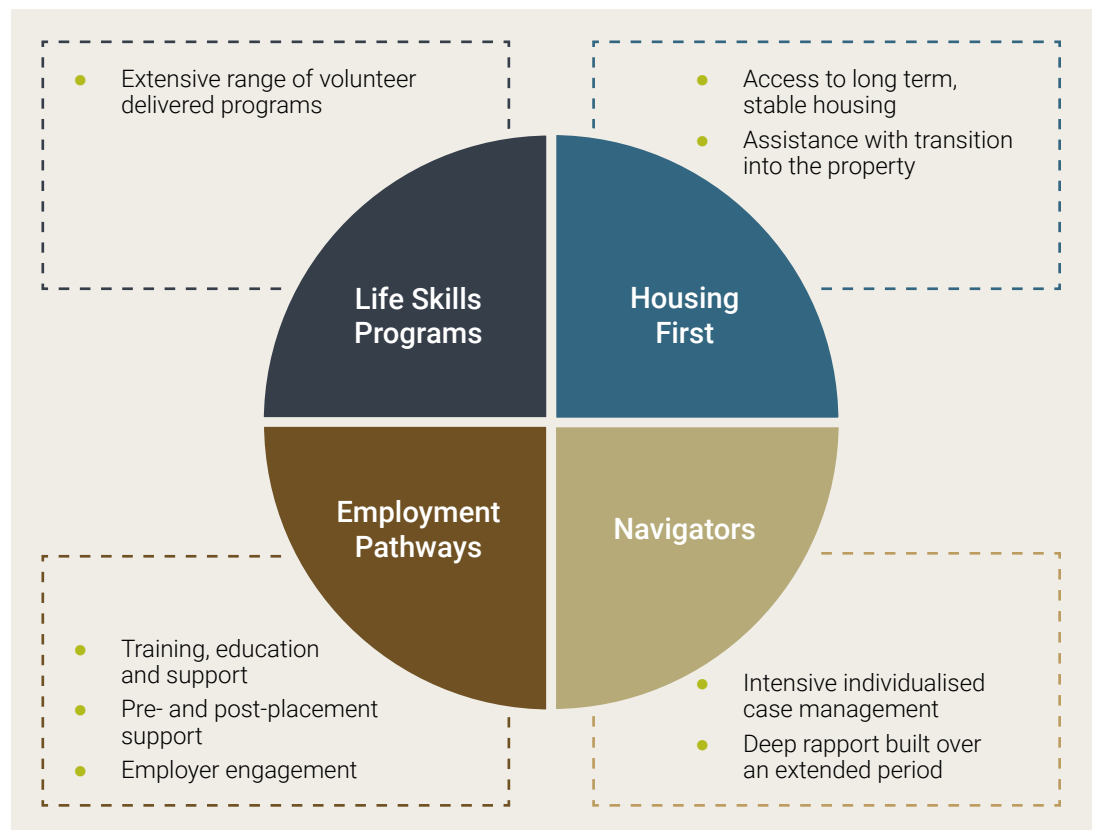 Extensive range of volunteer
delivered programs
Access to long term,
stable housing
Assistance with transition
into the property
Life Skills
Programs
Housing
First
Employment
Pathways
Navigators
Training, education
and support
Pre- and post-placement
support
Employer engagement
Intensive individualised
case management
Deep rapport built over
an extended period